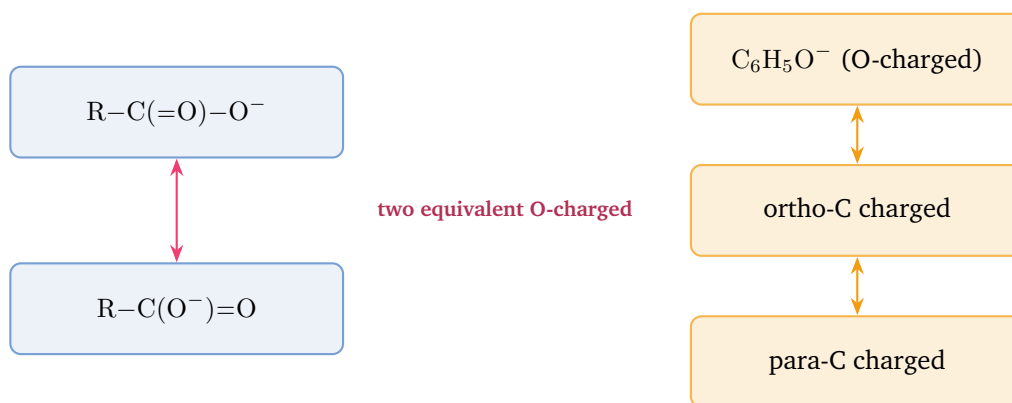 R−C(=O)−O⁻
R−C(O⁻)=O
two equivalent O-charged
C₆H₅O⁻ (O-charged)
ortho-C charged
para-C charged